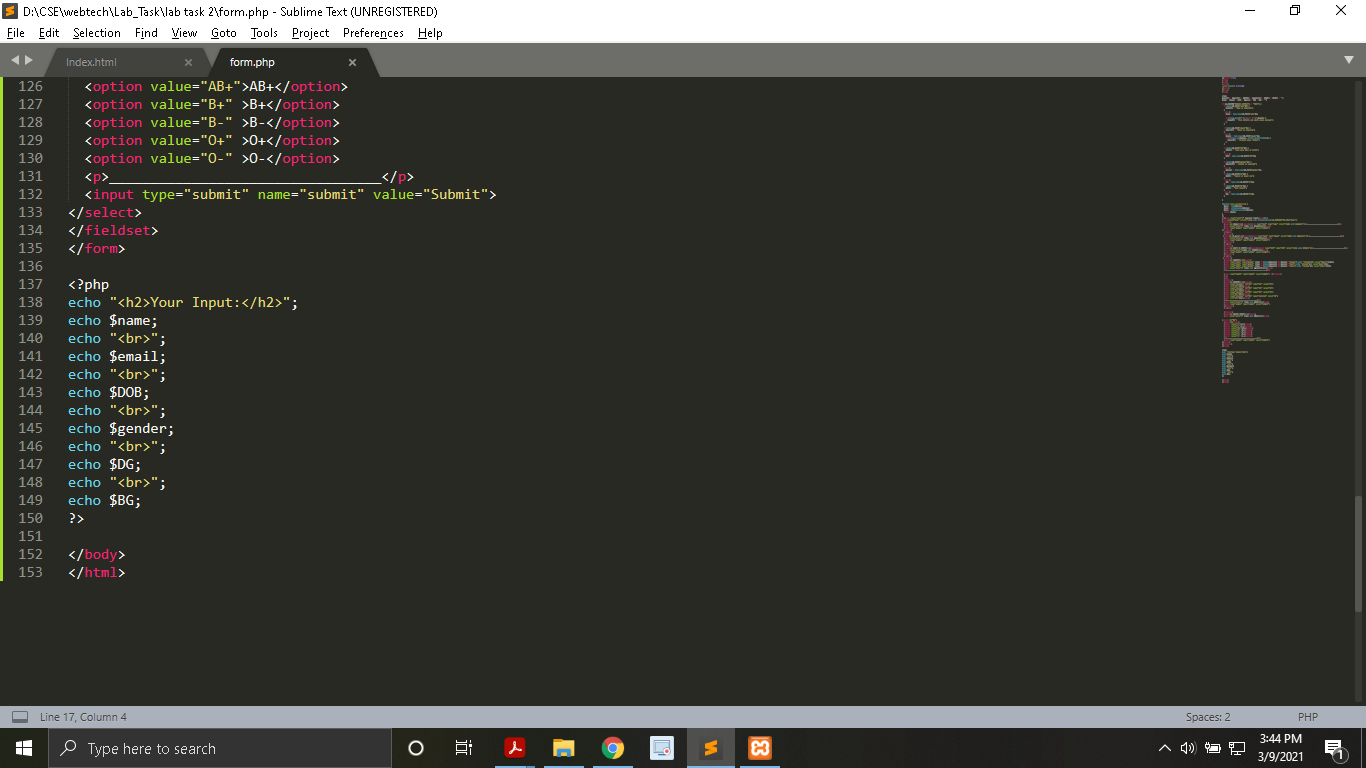 D:\CSE\webtech\Lab_Task\lab task 2\form.php - Sublime Text (UNREGISTERED)
File Edit Selection Find View Goto Tools Project Preferences Help
Index.html form.php
126 <option value="AB+">AB+</option>
127 <option value="B+" >B+</option>
128 <option value="B-" >B-</option>
129 <option value="O+" >O+</option>
130 <option value="O-" >O-</option>
131 <p>_________________________________</p>
132 <input type="submit" name="submit" value="Submit">
133 </select>
134 </fieldset>
135 </form>
136
137 <?php
138 echo "<h2>Your Input:</h2>";
139 echo $name;
140 echo "<br>";
141 echo $email;
142 echo "<br>";
143 echo $DOB;
144 echo "<br>";
145 echo $gender;
146 echo "<br>";
147 echo $DG;
148 echo "<br>";
149 echo $BG;
150 ?>
151
152 </body>
153 </html>
Line 17, Column 4 Spaces: 2 PHP
Type here to search
3:44 PM
3/9/2021
1